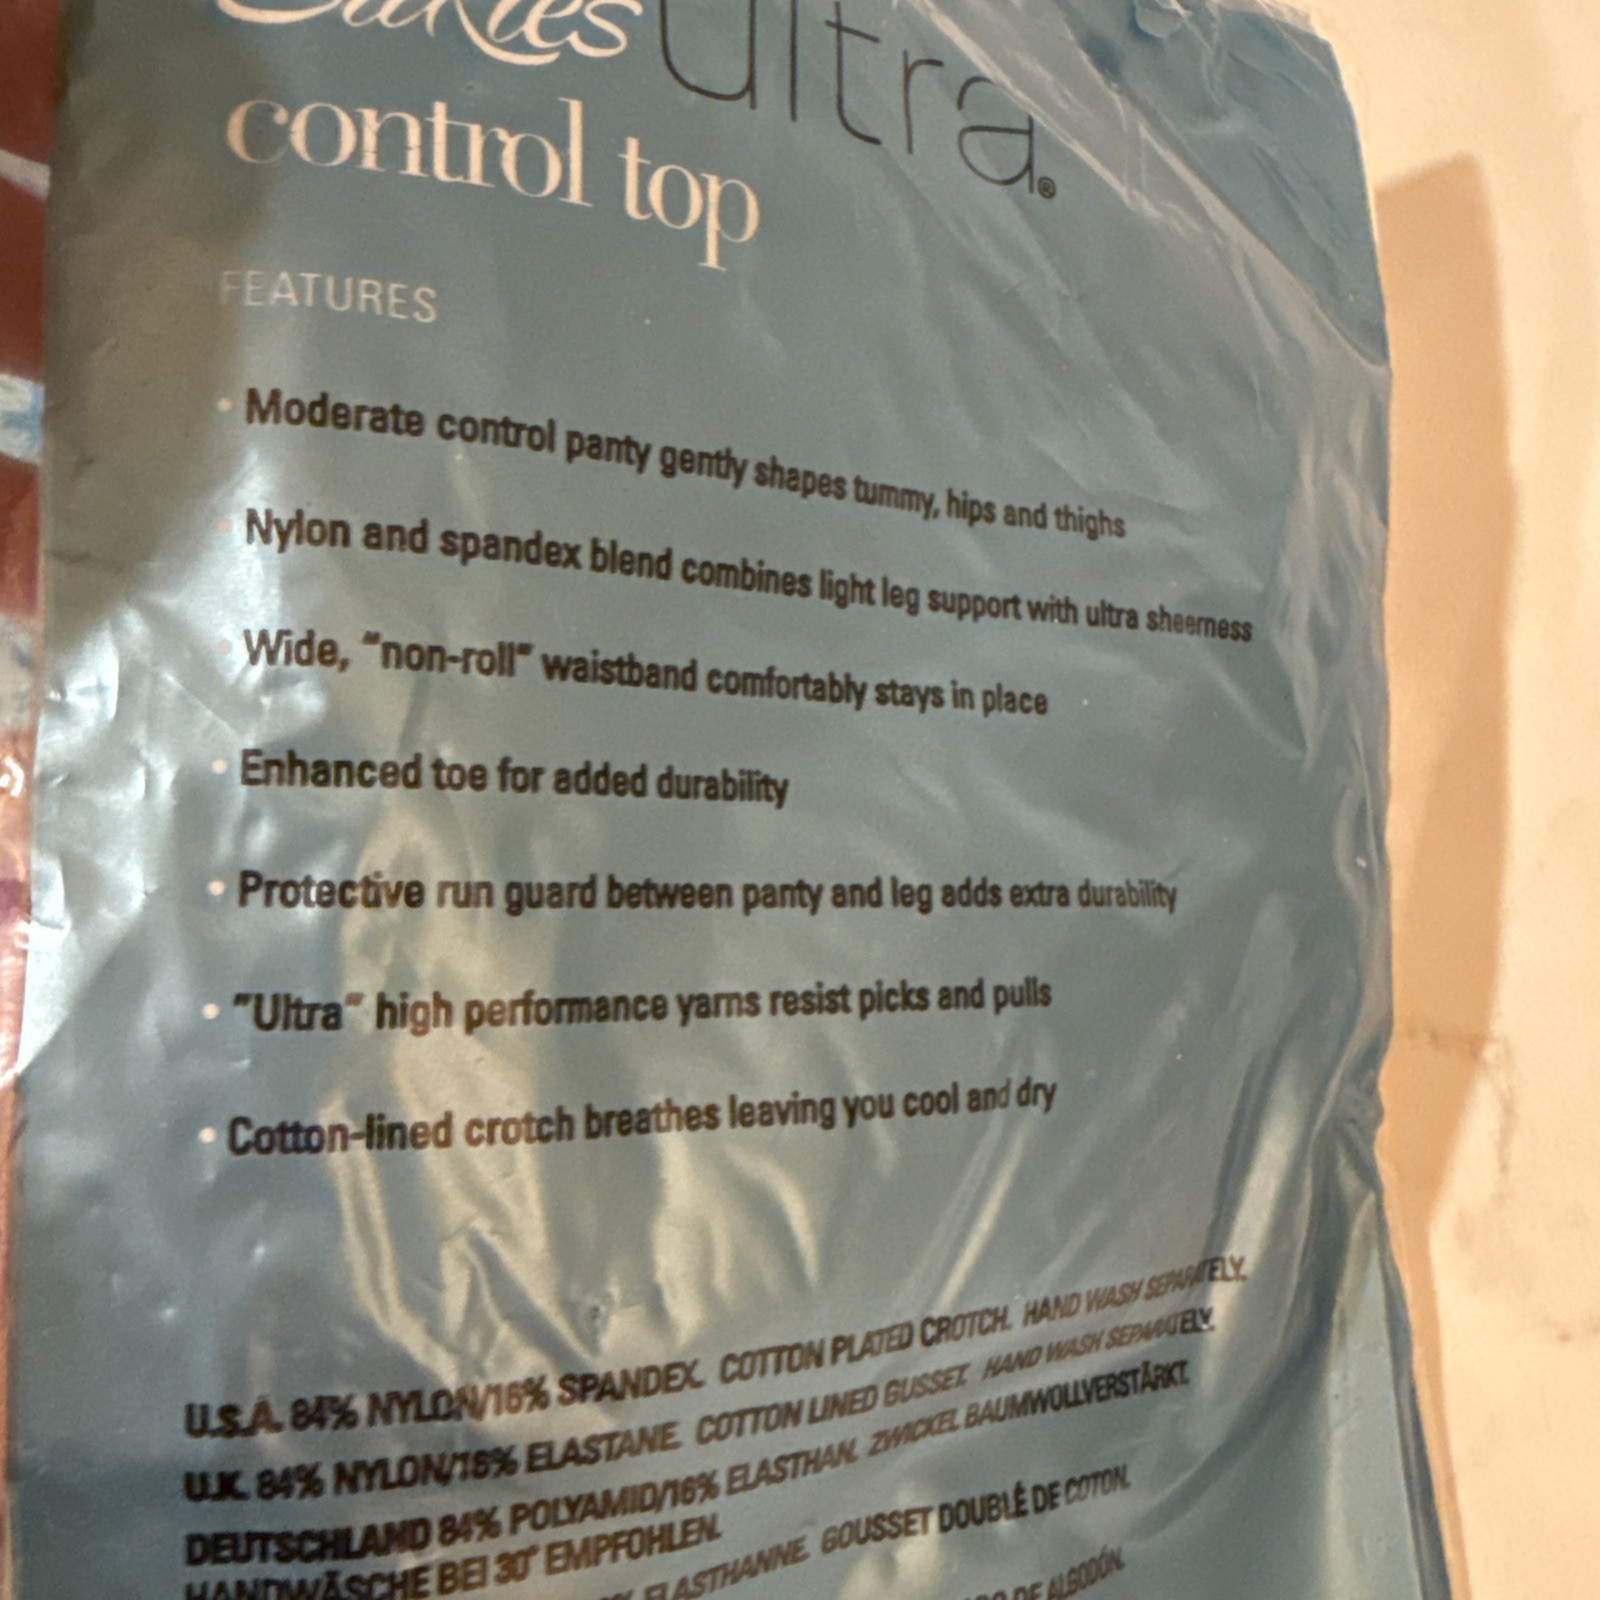 ultra®
control top
FEATURES
• Moderate control panty gently shapes tummy, hips and thighs
• Nylon and spandex blend combines light leg support with ultra sheerness
• Wide, "non-roll" waistband comfortably stays in place
• Enhanced toe for added durability
• Protective run guard between panty and leg adds extra durability
• "Ultra" high performance yarns resist picks and pulls
• Cotton-lined crotch breathes leaving you cool and dry
U.S.A. 84% NYLON/16% SPANDEX. COTTON PLATED CROTCH. HAND WASH SEPARATELY.
U.K. 84% NYLON/16% ELASTANE. COTTON LINED GUSSET. HAND WASH SEPARATELY.
DEUTSCHLAND 84% POLYAMID/16% ELASTHAN. ZWICKEL BAUMWOLLVERSTÄRKT.
HANDWÄSCHE BEI 30° EMPFOHLEN.
ELASTHANNE. GOUSSET DOUBLÉ DE COTON.
DE ALGODÓN.